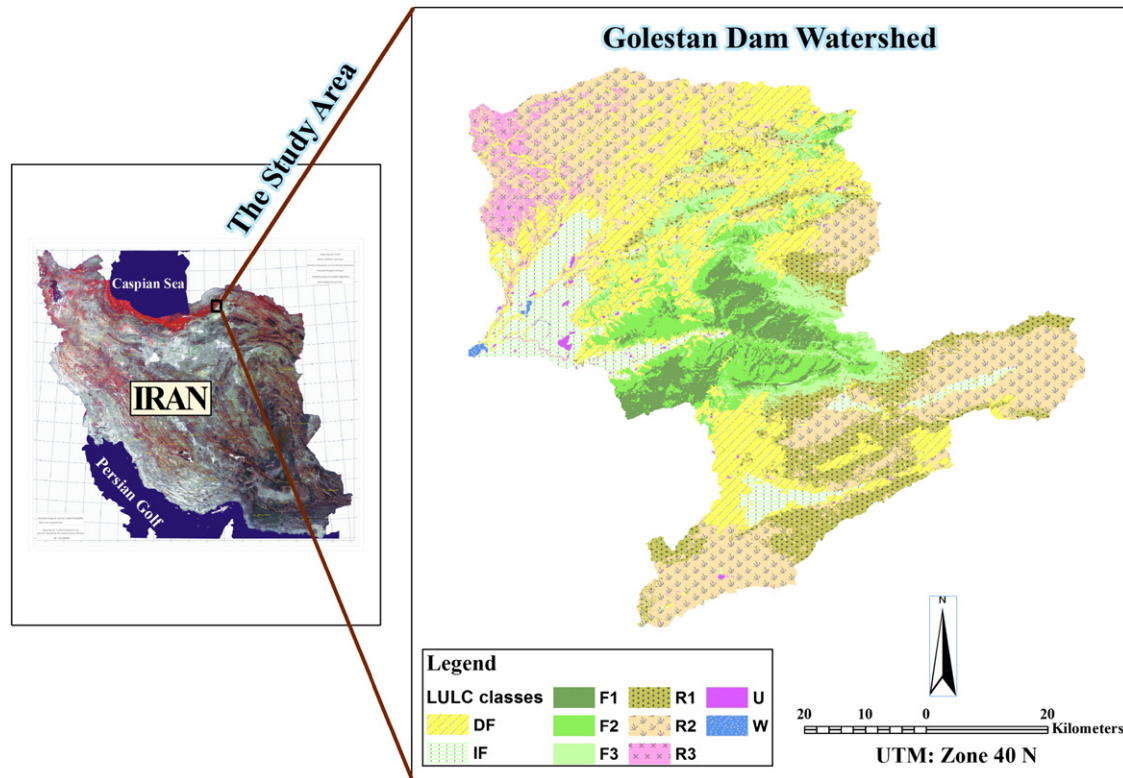 Golestan Dam Watershed
The Study Area
Caspian Sea
IRAN
Persian Golf
N
Legend
LULC classes
DF
IF
F1
F2
F3
R1
R2
R3
U
W
20 0 20
Kilometers
UTM: Zone 40 N